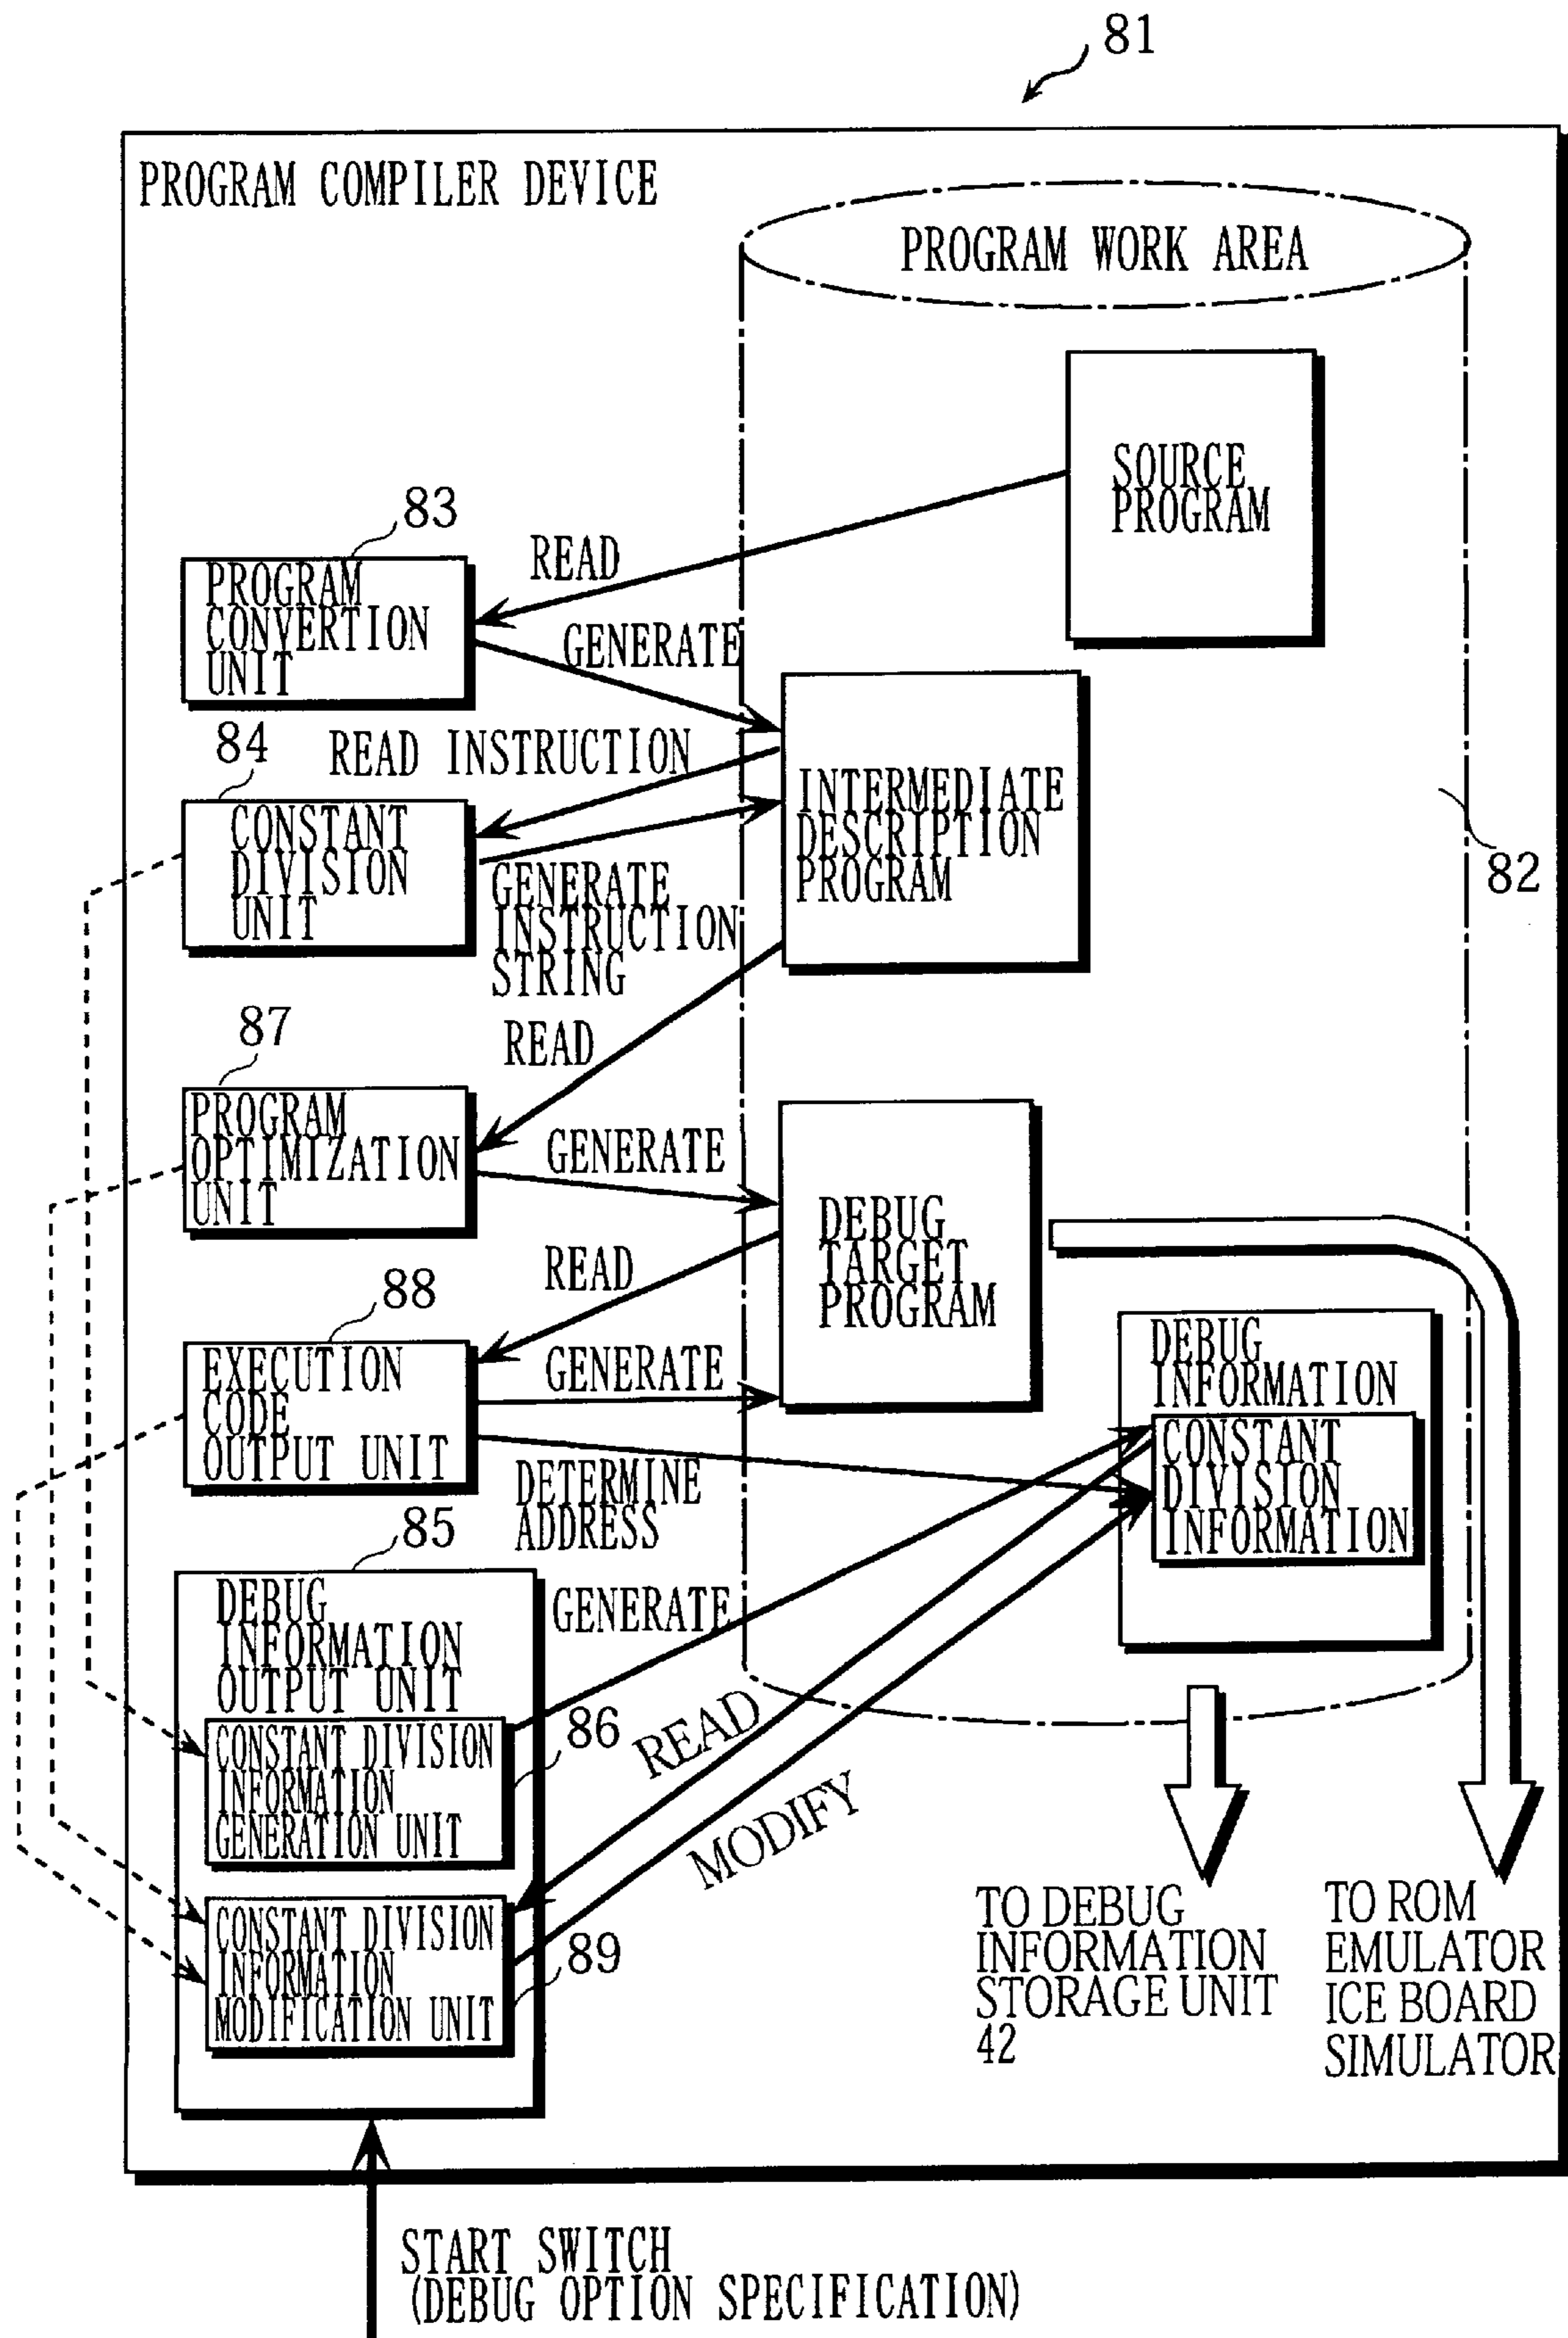 81
PROGRAM COMPILER DEVICE
PROGRAM WORK AREA
SOURCE
PROGRAM
83
READ
PROGRAM
CONVERTION
UNIT
GENERATE
84
READ INSTRUCTION
INTERMEDIATE
DESCRIPTION
PROGRAM
82
CONSTANT
DIVISION
UNIT
GENERATE
INSTRUCTION
STRING
87
READ
PROGRAM
OPTIMIZATION
UNIT
GENERATE
DEBUG
TARGET
PROGRAM
READ
88
EXECUTION
CODE
OUTPUT UNIT
GENERATE
DEBUG
INFORMATION
CONSTANT
DIVISION
INFORMATION
DETERMINE
ADDRESS
85
DEBUG
INFORMATION
OUTPUT UNIT
GENERATE
86
CONSTANT DIVISION
INFORMATION
GENERATION UNIT
READ
MODIFY
CONSTANT DIVISION
INFORMATION
MODIFICATION UNIT
89
TO DEBUG
INFORMATION
STORAGE UNIT
42
TO ROM
EMULATOR
ICE BOARD
SIMULATOR
START SWITCH
(DEBUG OPTION SPECIFICATION)